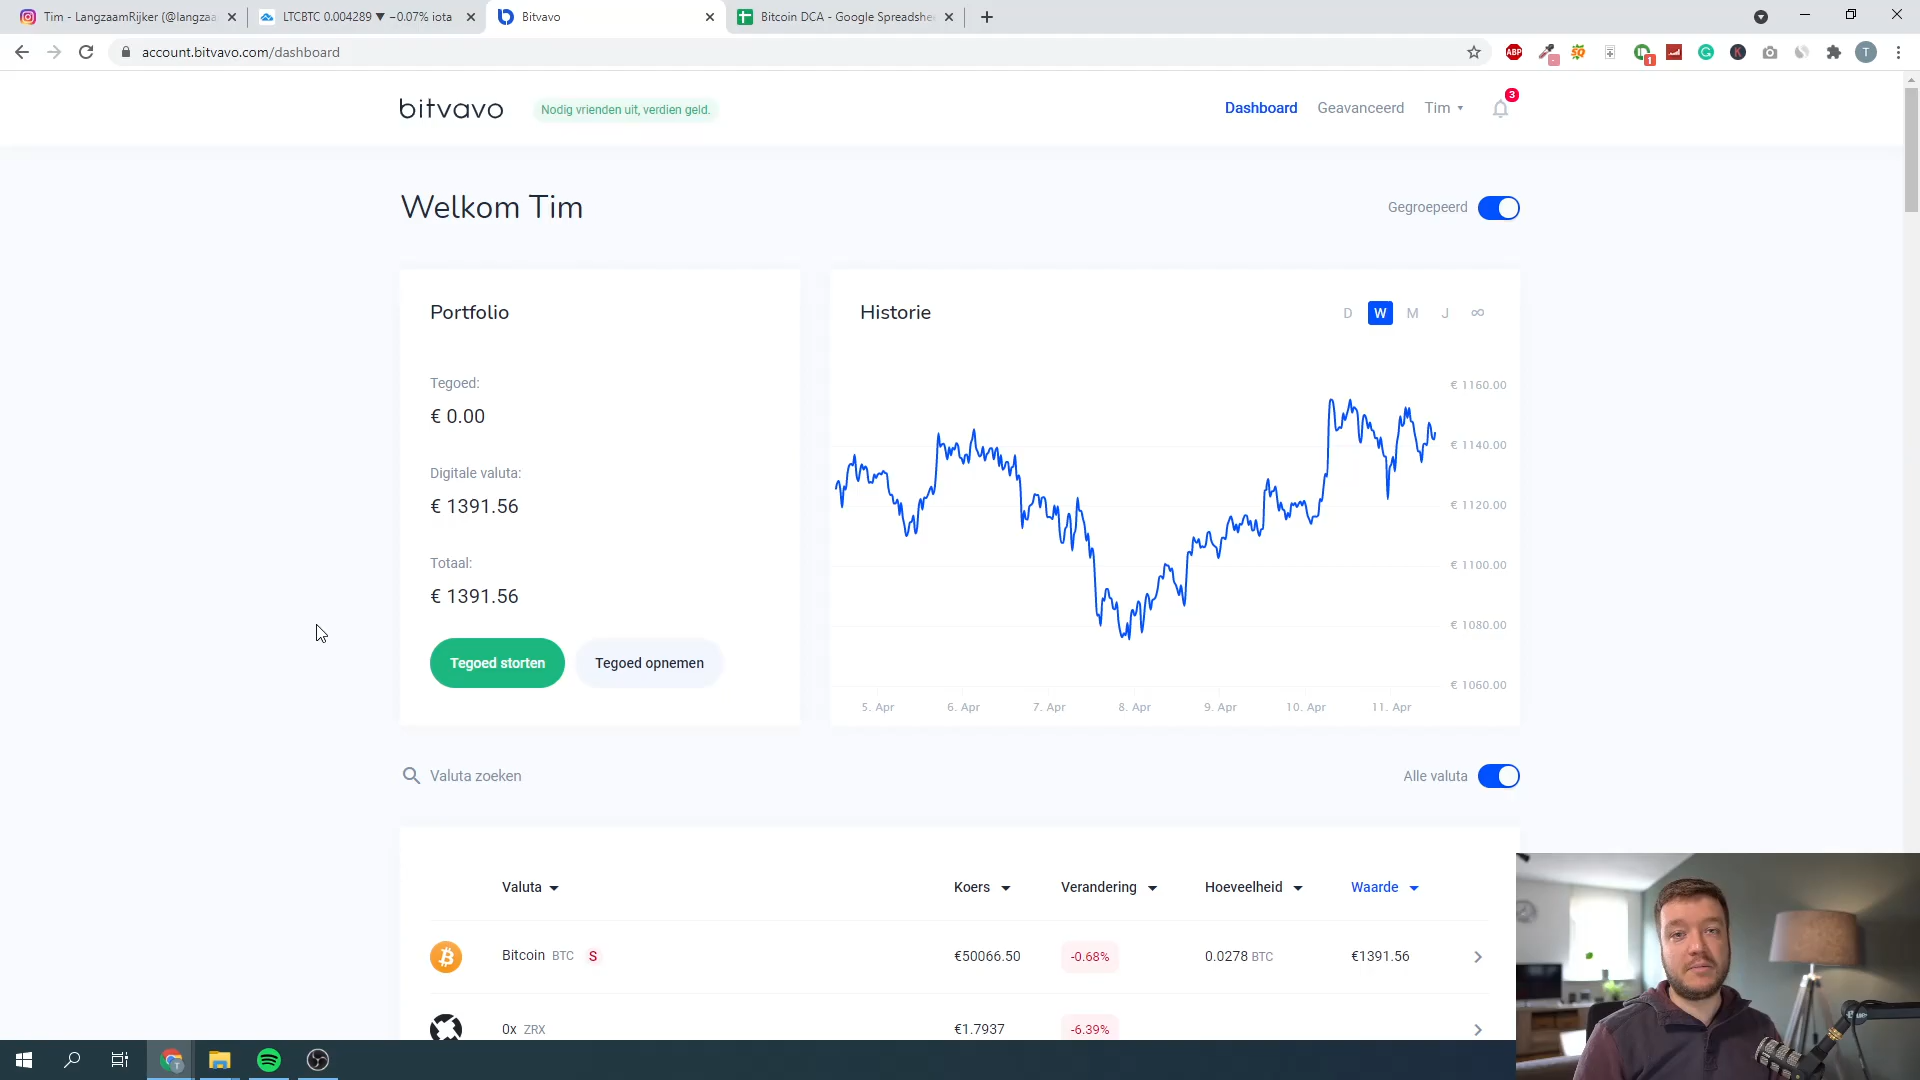 Tim - LangzaamRijker (@langzaa
LTCBTC 0.004289 ▼ −0.07% iota
Bitvavo
Bitcoin DCA - Google Spreadshe
account.bitvavo.com/dashboard
ABP
1
T
bitvavo
Nodig vrienden uit, verdien geld.
Dashboard
Geavanceerd
Tim
3
Welkom Tim
Gegroepeerd
Portfolio
Tegoed:
€ 0.00
Digitale valuta:
€ 1391.56
Totaal:
€ 1391.56
Tegoed storten
Tegoed opnemen
Historie
D W M J ∞
€ 1160.00
€ 1140.00
€ 1120.00
€ 1100.00
€ 1080.00
€ 1060.00
5. Apr 6. Apr 7. Apr 8. Apr 9. Apr 10. Apr 11. Apr
Valuta zoeken
Alle valuta
Valuta Koers Verandering Hoeveelheid Waarde
Bitcoin BTC S €50066.50 -0.68% 0.0278 BTC €1391.56
0x ZRX €1.7937 -6.39%